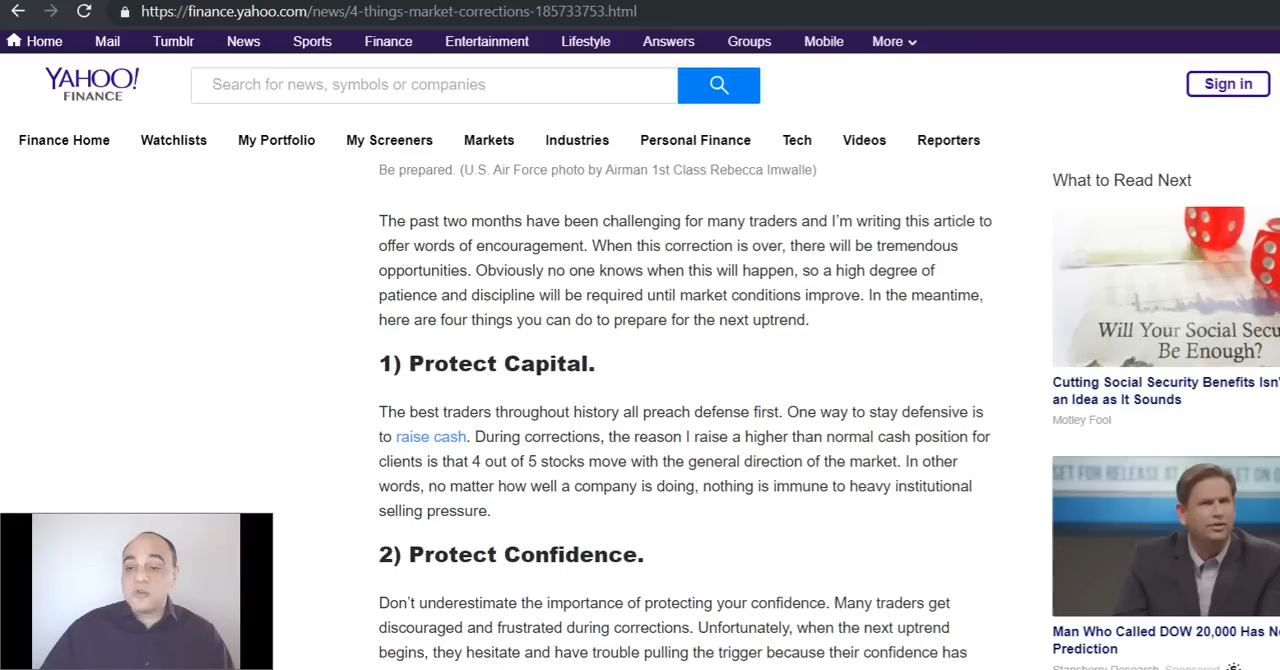 https://finance.yahoo.com/news/4-things-market-corrections-185733753.html
Home Mail Tumblr News Sports Finance Entertainment Lifestyle Answers Groups Mobile More
YAHOO!
FINANCE
Search for news, symbols or companies
Sign in
Finance Home Watchlists My Portfolio My Screeners Markets Industries Personal Finance Tech Videos Reporters
Be prepared. (U.S. Air Force photo by Airman 1st Class Rebecca Imwalle)
The past two months have been challenging for many traders and I’m writing this article to
offer words of encouragement. When this correction is over, there will be tremendous
opportunities. Obviously no one knows when this will happen, so a high degree of
patience and discipline will be required until market conditions improve. In the meantime,
here are four things you can do to prepare for the next uptrend.
1) Protect Capital.
The best traders throughout history all preach defense first. One way to stay defensive is
to raise cash. During corrections, the reason I raise a higher than normal cash position for
clients is that 4 out of 5 stocks move with the general direction of the market. In other
words, no matter how well a company is doing, nothing is immune to heavy institutional
selling pressure.
2) Protect Confidence.
Don’t underestimate the importance of protecting your confidence. Many traders get
discouraged and frustrated during corrections. Unfortunately, when the next uptrend
begins, they hesitate and have trouble pulling the trigger because their confidence has
What to Read Next
Will Your Social Secu
Be Enough?
Cutting Social Security Benefits Isn'
an Idea as It Sounds
Motley Fool
SET FOR RELEASE AT
Man Who Called DOW 20,000 Has N
Prediction
Stansberry Research Sponsored